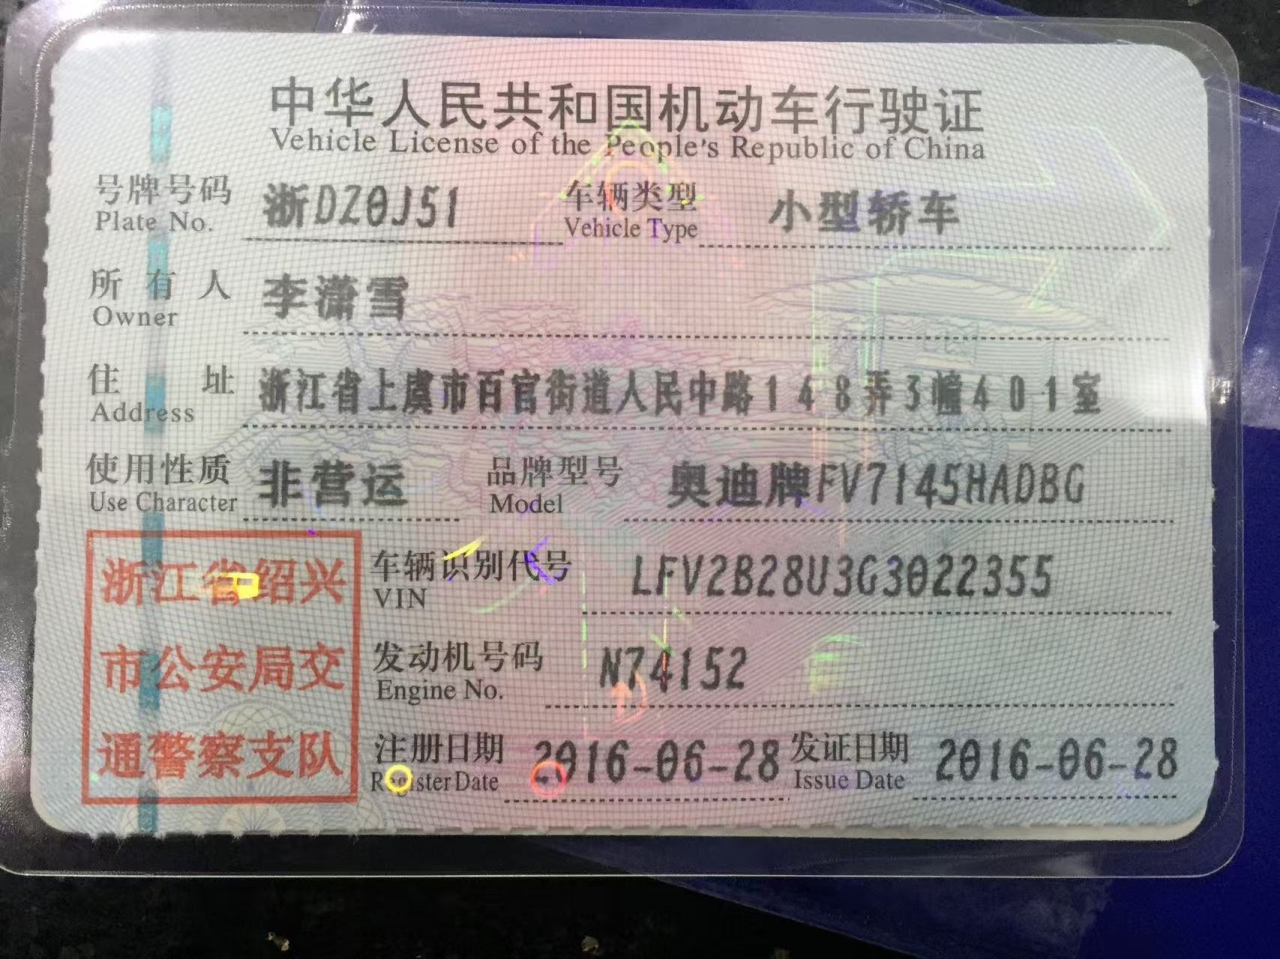 中华人民共和国机动车行驶证
Vehicle License of the People's Republic of China
号牌号码 浙DZ0J51 车辆类型 小型轿车
Plate No. Vehicle Type
所有人 李潇雪
Owner
住址 浙江省上虞市百官街道人民中路148弄3幢401室
Address
使用性质 非营运 品牌型号 奥迪牌FV7145HADBG
Use Character Model
浙江省绍兴
市公安局交
通警察支队
车辆识别代号 LFV2B28U3G3022355
VIN
发动机号码 N74152
Engine No.
注册日期 2016-06-28 发证日期 2016-06-28
Register Date Issue Date